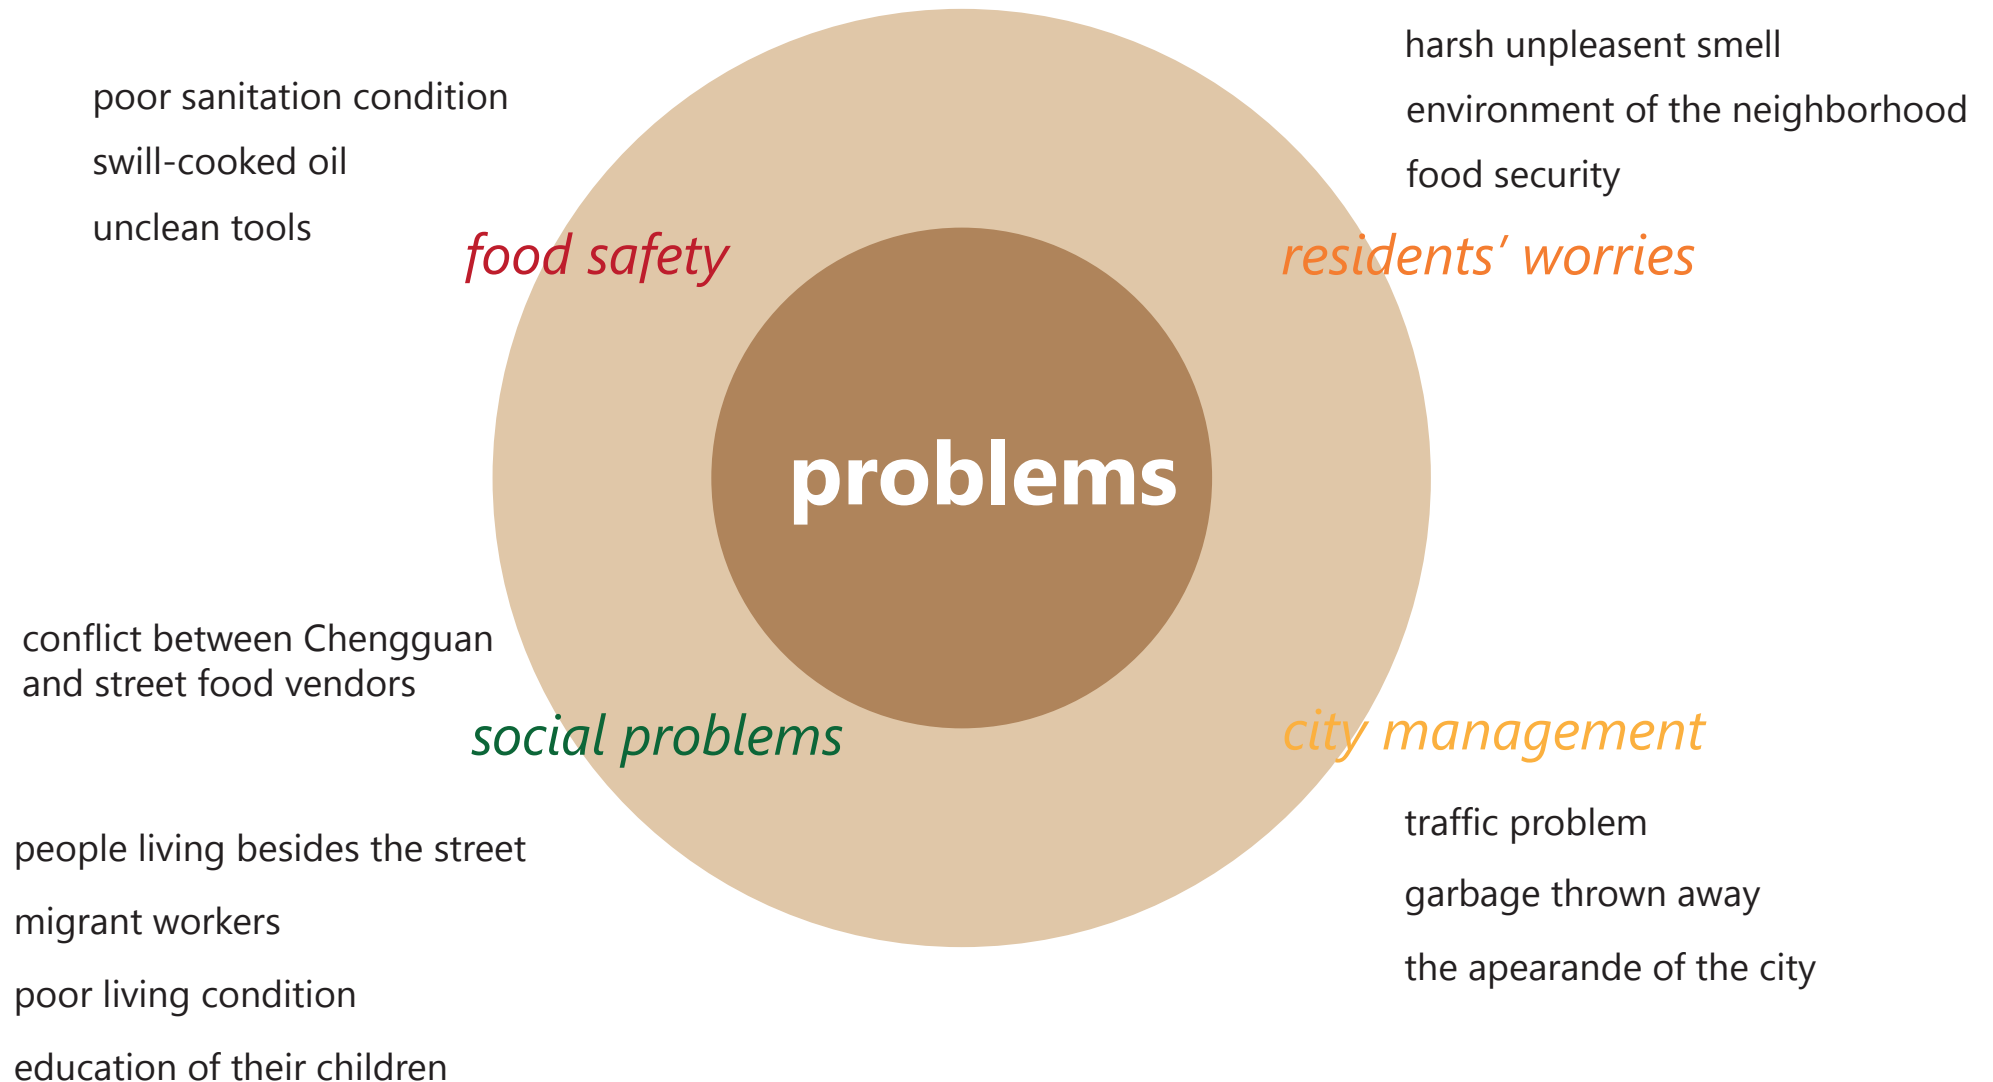 poor sanitation condition
swill-cooked oil
unclean tools
food safety
harsh unpleasent smell
environment of the neighborhood
food security
residents’ worries
problems
conflict between Chengguan
and street food vendors
social problems
people living besides the street
migrant workers
poor living condition
education of their children
city management
traffic problem
garbage thrown away
the apearande of the city